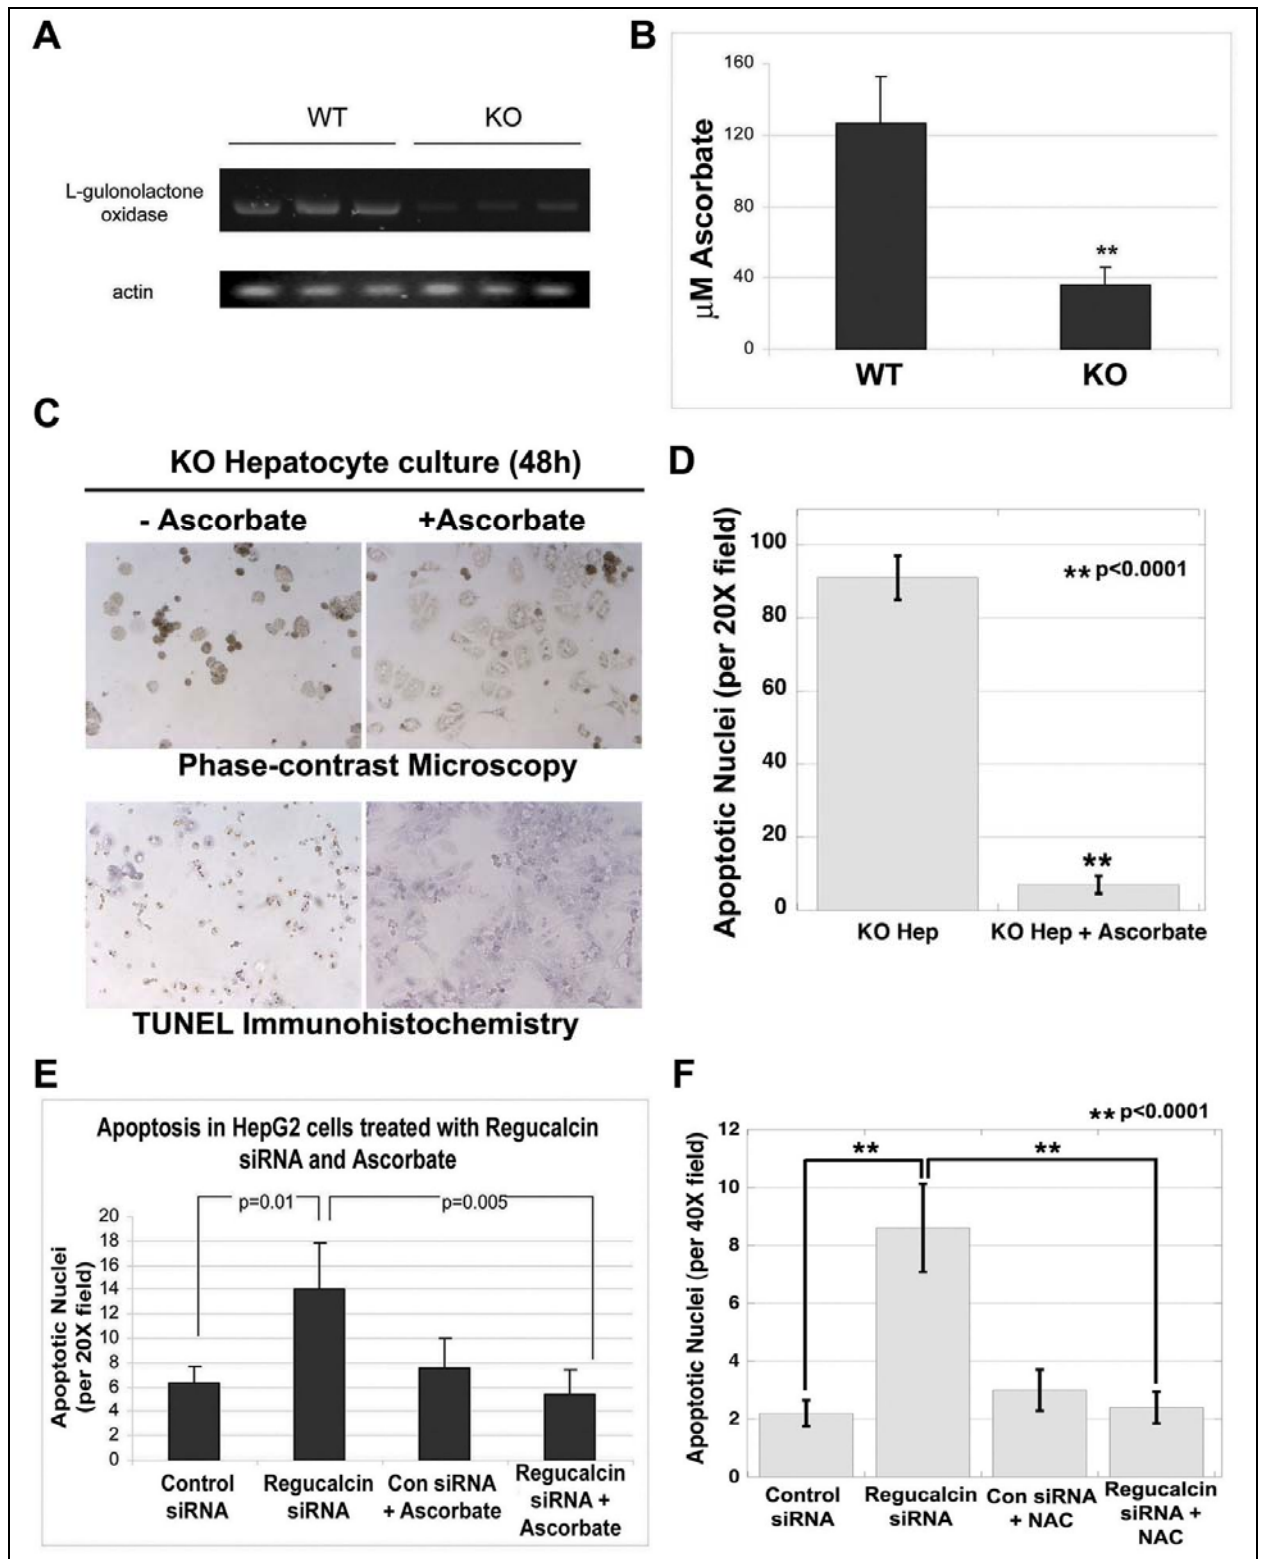 A
WT KO
L-gulonolactone
oxidase
actin
B
160
120
80
40
0
μM Ascorbate
**
WT KO
C
KO Hepatocyte culture (48h)
- Ascorbate +Ascorbate
Phase-contrast Microscopy
TUNEL Immunohistochemistry
D
Apoptotic Nuclei (per 20X field)
100
80
60
40
20
0
** p<0.0001
**
KO Hep KO Hep + Ascorbate
E
Apoptosis in HepG2 cells treated with Regucalcin
siRNA and Ascorbate
p=0.01 p=0.005
Apoptotic Nuclei
(per 20X field)
20
18
16
14
12
10
8
6
4
2
0
Control
siRNA
Regucalcin
siRNA
Con siRNA
+ Ascorbate
Regucalcin
siRNA +
Ascorbate
F
** p<0.0001
** **
Apoptotic Nuclei (per 40X field)
12
10
8
6
4
2
0
Control
siRNA
Regucalcin
siRNA
Con siRNA
+ NAC
Regucalcin
siRNA +
NAC